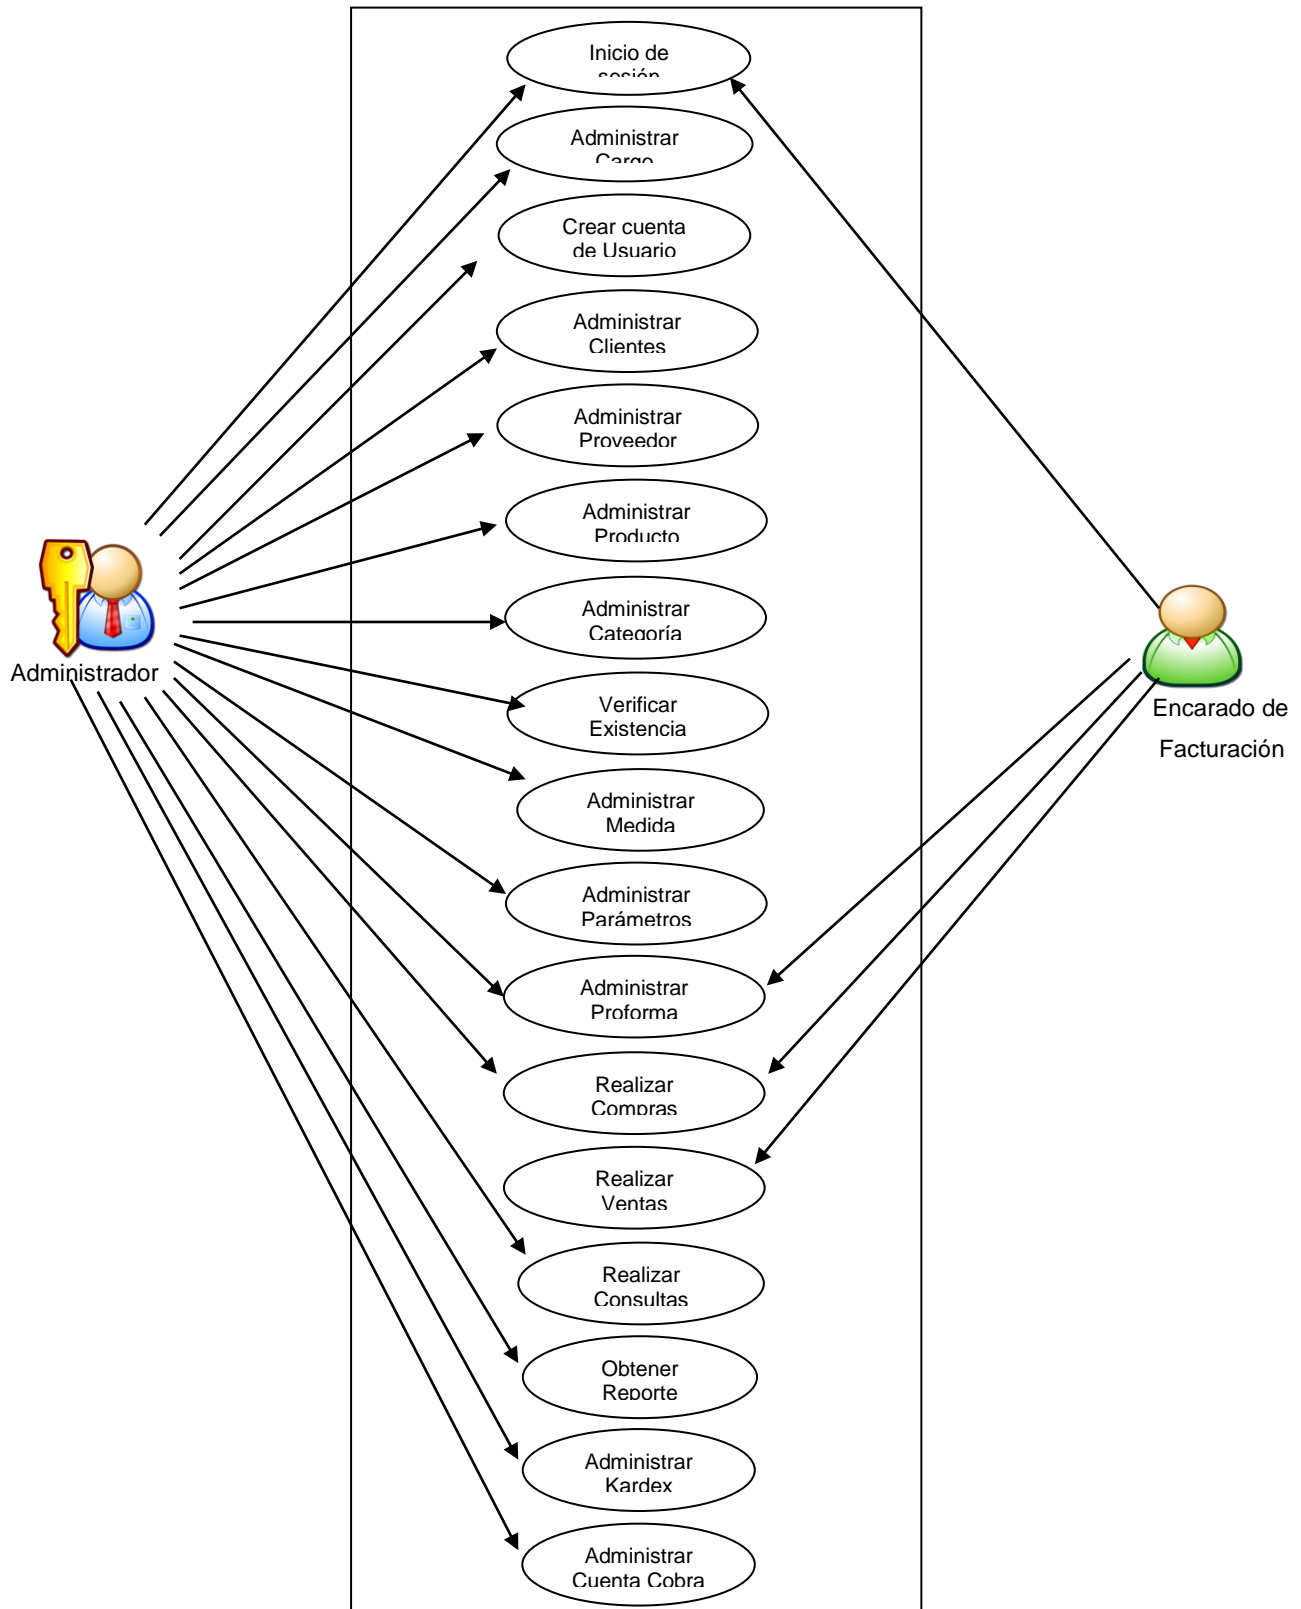 Inicio de
sesión
Administrar
Cargo
Crear cuenta
de Usuario
Administrar
Clientes
Administrar
Proveedor
Administrar
Producto
Administrar
Categoría
Verificar
Existencia
Administrar
Medida
Administrar
Parámetros
Administrar
Proforma
Realizar
Compras
Realizar
Ventas
Realizar
Consultas
Obtener
Reporte
Administrar
Kardex
Administrar
Cuenta Cobra
Administrador
Encarado de
Facturación